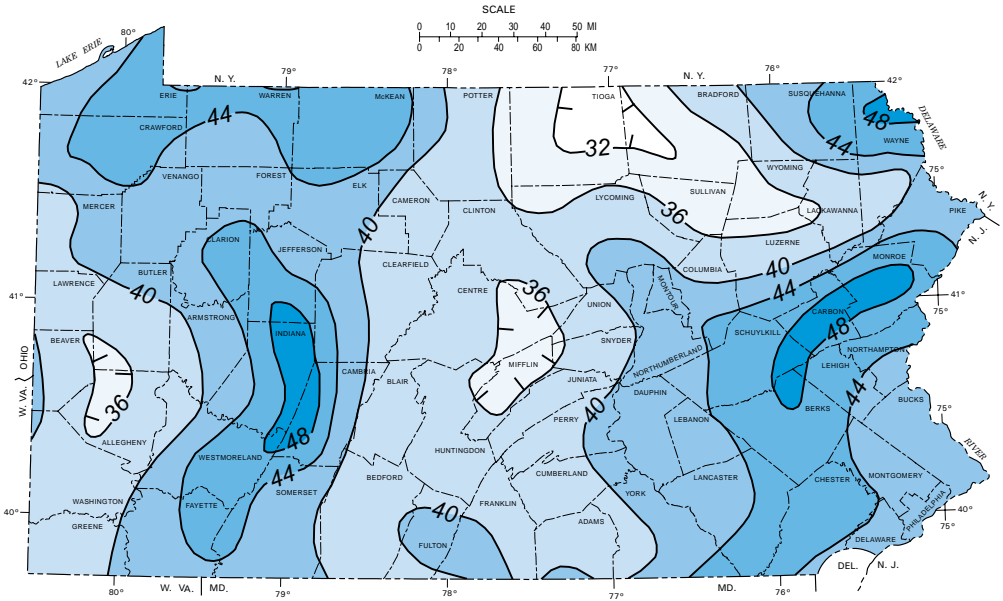 SCALE
0 10 20 30 40 50 MI
0 20 40 60 80 KM
LAKE ERIE
80°
42°
N. Y.
79°
78°
77°
N. Y.
76°
42°
ERIE
WARREN
McKEAN
POTTER
TIOGA
BRADFORD
SUSQUEHANNA
DELAWARE
44
48
CRAWFORD
WAYNE
32
44
VENANGO
FOREST
ELK
WYOMING
75°
MERCER
CAMERON
CLINTON
LYCOMING
SULLIVAN
36
LACKAWANNA
PIKE
N. Y.
N. J.
CLARION
JEFFERSON
40
LUZERNE
CLEARFIELD
COLUMBIA
40
MONROE
LAWRENCE
BUTLER
40
CENTRE
36
MONTOUR
44
41°
41°
75°
ARMSTRONG
UNION
CARBON
INDIANA
SCHUYLKILL
48
BEAVER
SNYDER
NORTHUMBERLAND
NORTHAMPTON
OHIO
W. VA.
CAMBRIA
BLAIR
MIFFLIN
LEHIGH
JUNIATA
DAUPHIN
44
36
40
PERRY
LEBANON
BERKS
BUCKS
75°
ALLEGHENY
48
WESTMORELAND
HUNTINGDON
RIVER
44
BEDFORD
CUMBERLAND
LANCASTER
CHESTER
MONTGOMERY
WASHINGTON
SOMERSET
FRANKLIN
YORK
PHILADELPHIA
40°
GREENE
FAYETTE
40
ADAMS
40°
75°
FULTON
DELAWARE
DEL.
N. J.
80°
W. VA.
MD.
79°
78°
77°
MD.
76°